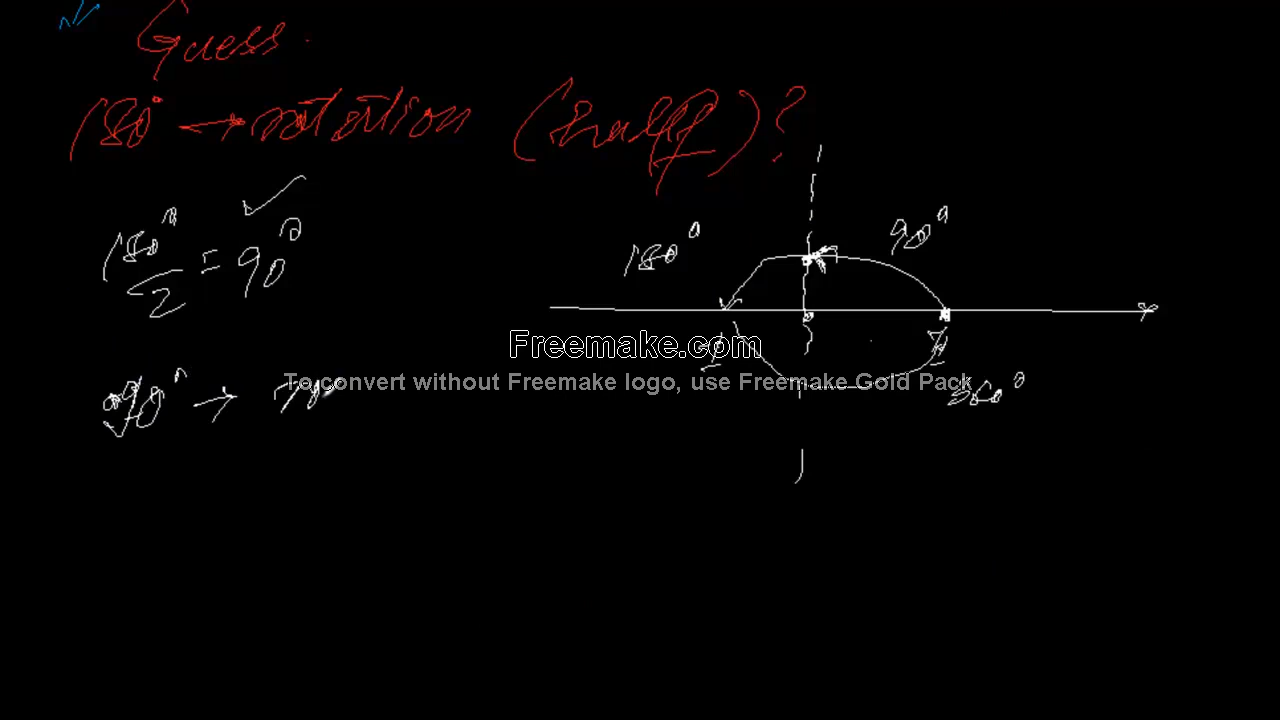 Guess.
180° → rotation (half)?
180°/2 = 90°
180°
90°
Freemake.com
To convert without Freemake logo, use Freemake Gold Pack
90° →
360°